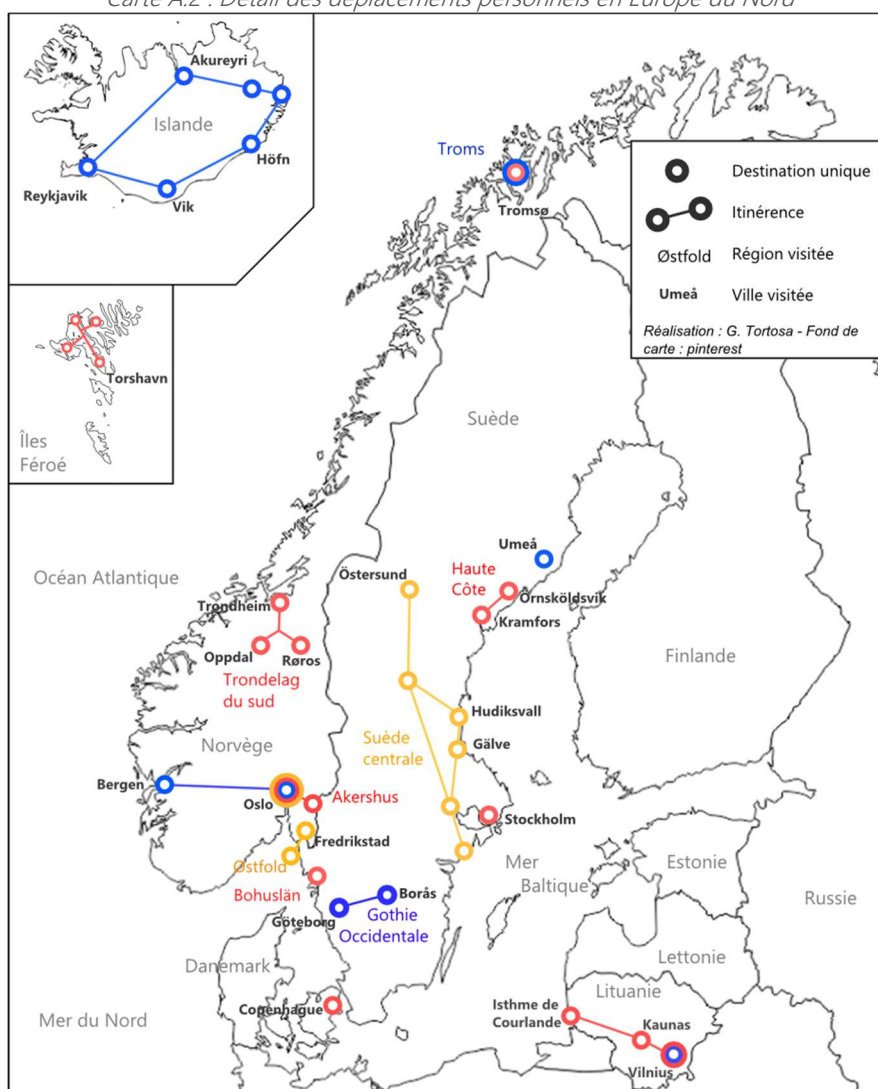 Carte A.2 : Détail des déplacements personnels en Europe du Nord
Akureyri
Islande
Höfn
Reykjavik
Vik
Troms
Tromsø
Destination unique
Itinérence
Østfold
Région visitée
Umeå
Ville visitée
Réalisation : G. Tortosa - Fond de
carte : pinterest
Torshavn
Îles
Féroé
Suède
Océan Atlantique
Umeå
Haute
Côte
Östersund
Örnsköldsvik
Kramfors
Trondheim
Oppdal
Røros
Trondelag
du sud
Finlande
Hudiksvall
Suède
centrale
Gälve
Norvège
Bergen
Oslo
Akershus
Stockholm
Fredrikstad
Østfold
Mer
Baltique
Estonie
Bohuslän
Borås
Göteborg
Gothie
Occidentale
Russie
Lettonie
Danemark
Lituanie
Isthme de
Courlande
Copenhague
Mer du Nord
Kaunas
Vilnius